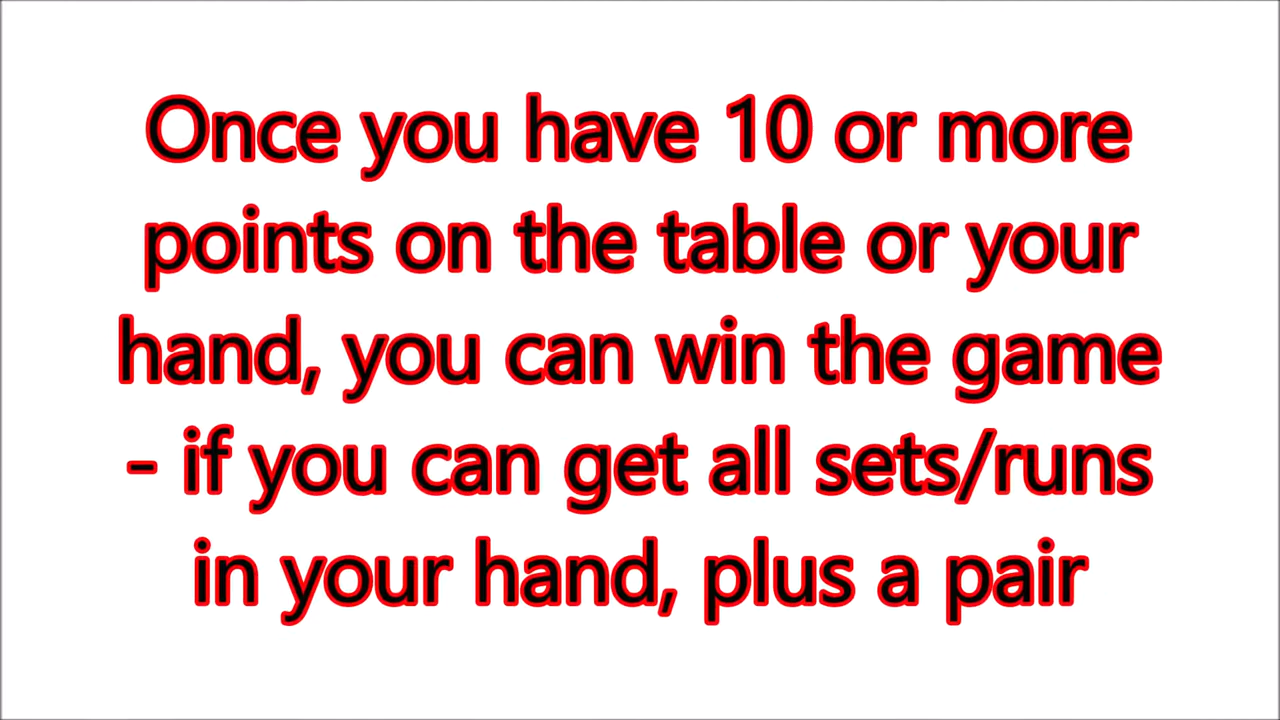 Once you have 10 or more
points on the table or your
hand, you can win the game
- if you can get all sets/runs
in your hand, plus a pair